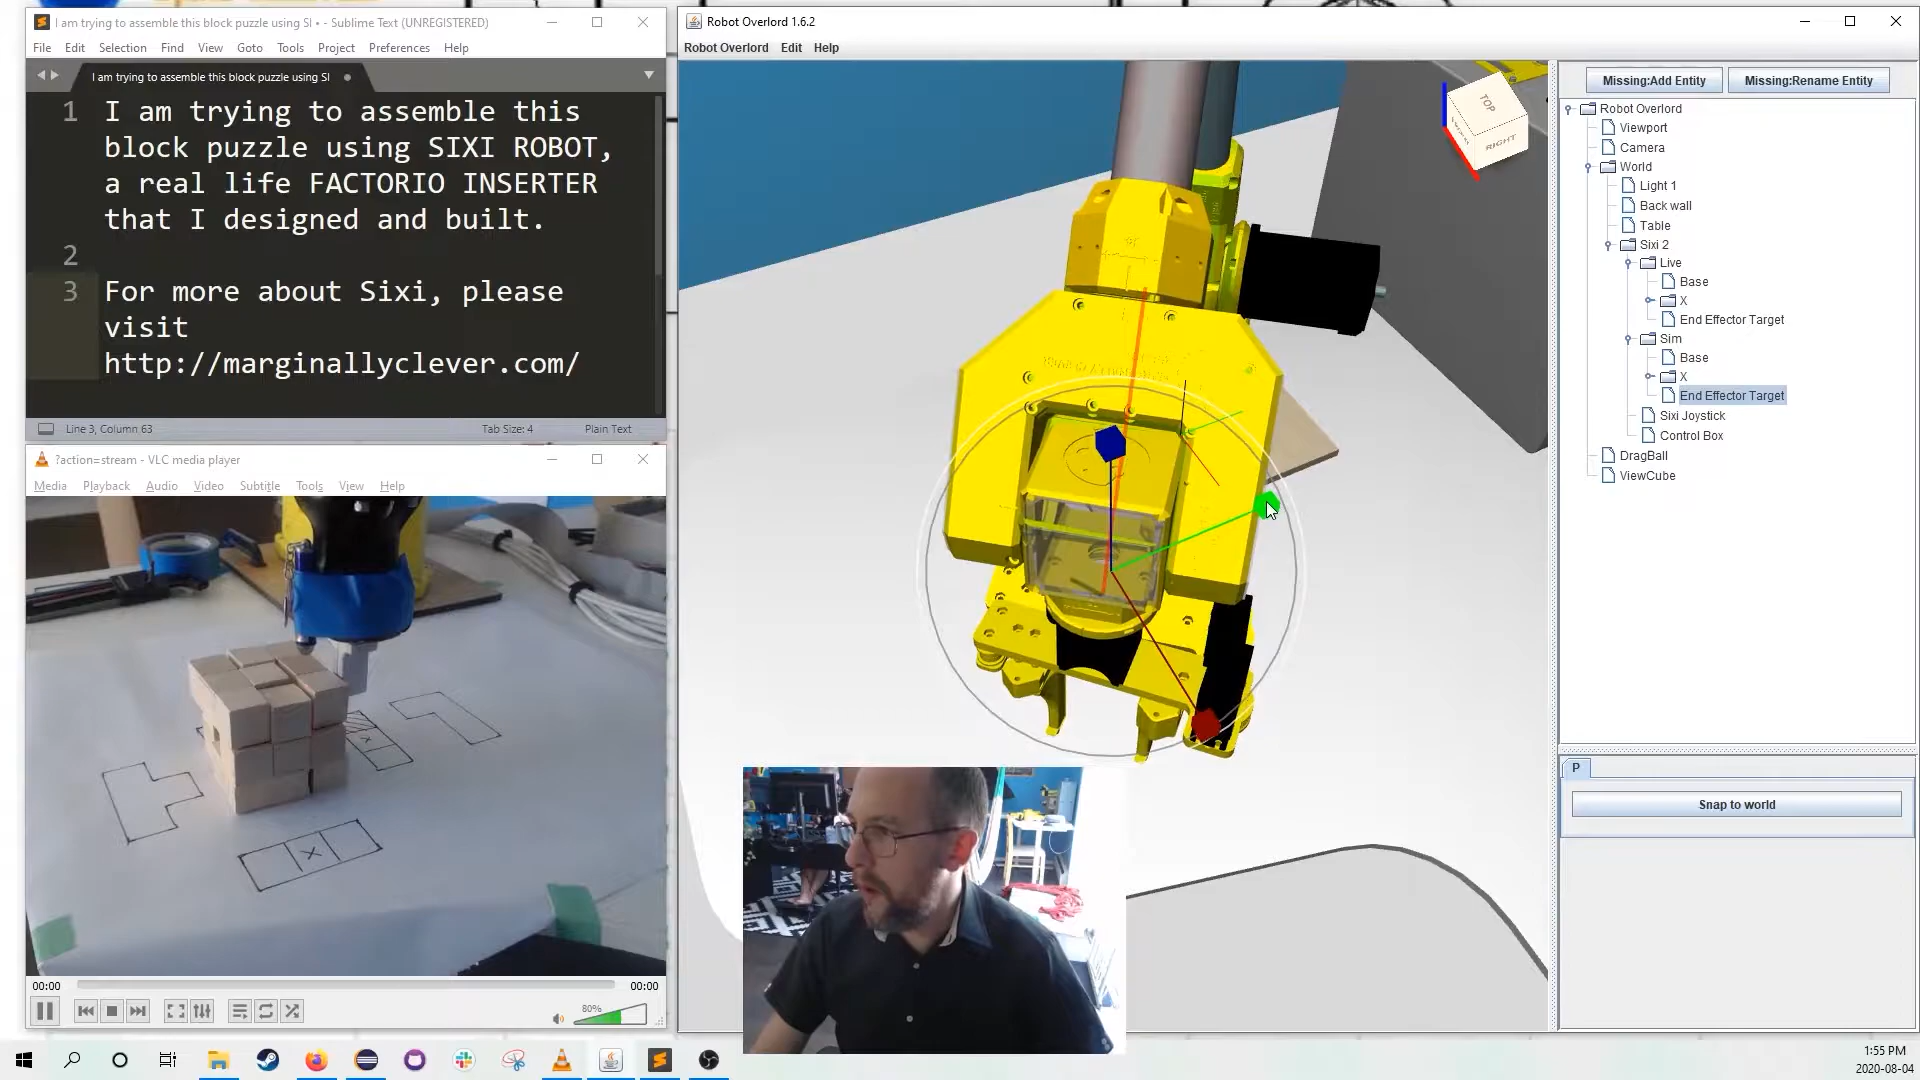 I am trying to assemble this block puzzle using SI • - Sublime Text (UNREGISTERED)
File Edit Selection Find View Goto Tools Project Preferences Help
I am trying to assemble this block puzzle using SI
1 I am trying to assemble this
block puzzle using SIXI ROBOT,
a real life FACTORIO INSERTER
that I designed and built.
2
3 For more about Sixi, please
visit
http://marginallyclever.com/
Line 3, Column 63 Tab Size: 4 Plain Text
?action=stream - VLC media player
Media Playback Audio Video Subtitle Tools View Help
X
X
00:00 00:00
80%
Robot Overlord 1.6.2
Robot Overlord Edit Help
TOP
RIGHT
Missing:Add Entity Missing:Rename Entity
Robot Overlord
Viewport
Camera
World
Light 1
Back wall
Table
Sixi 2
Live
Base
X
End Effector Target
Sim
Base
X
End Effector Target
Sixi Joystick
Control Box
DragBall
ViewCube
P
Snap to world
1:55 PM
2020-08-04